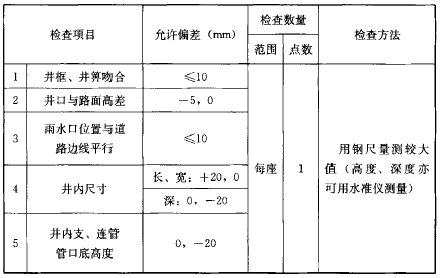 检查项目
允许偏差（mm）
检查数量
范围
点数
检查方法
1
井框、井箅吻合
≤10
2
井口与路面高差
－5，0
3
雨水口位置与道
路边线平行
≤10
4
井内尺寸
长、宽：＋20，0
深：0，－20
5
井内支、连管
管口底高度
0，－20
每座
1
用钢尺量测较大
值（高度、深度亦
可用水准仪测量）